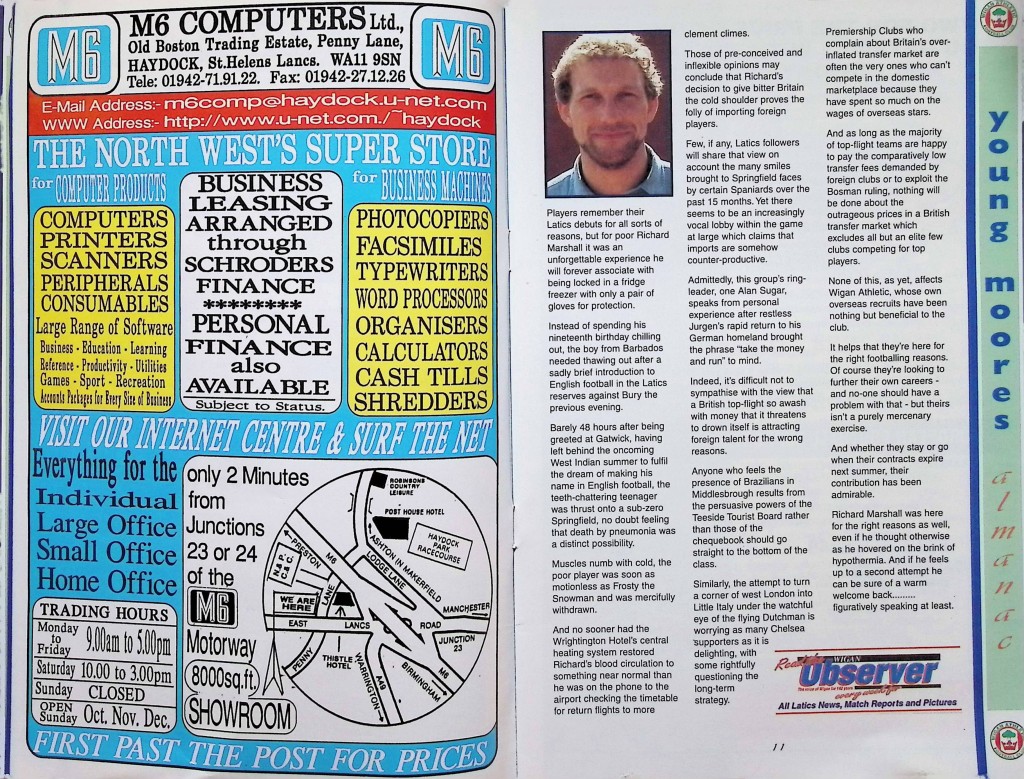 M6
M6 COMPUTERS Ltd.,
Old Boston Trading Estate, Penny Lane,
HAYDOCK, St.Helens Lancs. WA11 9SN
Tele: 01942-71.91.22. Fax: 01942-27.12.26
M6
E-Mail Address:- m6comp@haydock.u-net.com
WWW Address:- http://www.u-net.com./~haydock
THE NORTH WEST'S SUPER STORE
for COMPUTER PRODUCTS
for BUSINESS MACHINES
COMPUTERS
PRINTERS
SCANNERS
PERIPHERALS
CONSUMABLES
Large Range of Software
Business - Education - Learning
Reference - Productivity - Utilities
Games - Sport - Recreation
Accounts Packages for Every Size of Business
BUSINESS
LEASING
ARRANGED
through
SCHRODERS
FINANCE
********
PERSONAL
FINANCE
also
AVAILABLE
Subject to Status.
PHOTOCOPIERS
FACSIMILES
TYPEWRITERS
WORD PROCESSORS
ORGANISERS
CALCULATORS
CASH TILLS
SHREDDERS
VISIT OUR INTERNET CENTRE & SURF THE NET
Everything for the
Individual
Large Office
Small Office
Home Office
TRADING HOURS
Monday
to
Friday
9.00am to 5.00pm
Saturday 10.00 to 3.00pm
Sunday CLOSED
OPEN
Sunday Oct. Nov. Dec.
only 2 Minutes
from
Junctions
23 or 24
of the
M6
Motorway
8000sq.ft.
SHOWROOM
ROBINSONS
COUNTRY
LEISURE
POST HOUSE HOTEL
HAYDOCK
PARK
RACECOURSE
ASHTON IN MAKERFIELD
LODGE LANE
PRESTON
M6
N.&P.
C.&C.
WE ARE
HERE
LANE
EAST
LANCS
ROAD
MANCHESTER
JUNCTION
23
PENNY
THISTLE
HOTEL
WARRINGTON
A49
BIRMINGHAM
M6
FIRST PAST THE POST FOR PRICES
Players remember their
Latics debuts for all sorts of
reasons, but for poor Richard
Marshall it was an
unforgettable experience he
will forever associate with
being locked in a fridge
freezer with only a pair of
gloves for protection.
Instead of spending his
nineteenth birthday chilling
out, the boy from Barbados
needed thawing out after a
sadly brief introduction to
English football in the Latics
reserves against Bury the
previous evening.
Barely 48 hours after being
greeted at Gatwick, having
left behind the oncoming
West Indian summer to fulfil
the dream of making his
name in English football, the
teeth-chattering teenager
was thrust onto a sub-zero
Springfield, no doubt feeling
that death by pneumonia was
a distinct possibility.
Muscles numb with cold, the
poor player was soon as
motionless as Frosty the
Snowman and was mercifully
withdrawn.
And no sooner had the
Wrightington Hotel's central
heating system restored
Richard's blood circulation to
something near normal than
he was on the phone to the
airport checking the timetable
for return flights to more
clement climes.
Those of pre-conceived and
inflexible opinions may
conclude that Richard's
decision to give bitter Britain
the cold shoulder proves the
folly of importing foreign
players.
Few, if any, Latics followers
will share that view on
account the many smiles
brought to Springfield faces
by certain Spaniards over the
past 15 months. Yet there
seems to be an increasingly
vocal lobby within the game
at large which claims that
imports are somehow
counter-productive.
Admittedly, this group's ring-
leader, one Alan Sugar,
speaks from personal
experience after restless
Jurgen's rapid return to his
German homeland brought
the phrase "take the money
and run" to mind.
Indeed, it's difficult not to
sympathise with the view that
a British top-flight so awash
with money that it threatens
to drown itself is attracting
foreign talent for the wrong
reasons.
Anyone who feels the
presence of Brazilians in
Middlesbrough results from
the persuasive powers of the
Teeside Tourist Board rather
than those of the
chequebook should go
straight to the bottom of the
class.
Similarly, the attempt to turn
a corner of west London into
Little Italy under the watchful
eye of the flying Dutchman is
worrying as many Chelsea
supporters as it is
delighting, with
some rightfully
questioning the
long-term
strategy.
Premiership Clubs who
complain about Britain's over-
inflated transfer market are
often the very ones who can't
compete in the domestic
marketplace because they
have spent so much on the
wages of overseas stars.
And as long as the majority
of top-flight teams are happy
to pay the comparatively low
transfer fees demanded by
foreign clubs or to exploit the
Bosman ruling, nothing will
be done about the
outrageous prices in a British
transfer market which
excludes all but an elite few
clubs competing for top
players.
None of this, as yet, affects
Wigan Athletic, whose own
overseas recruits have been
nothing but beneficial to the
club.
It helps that they're here for
the right footballing reasons.
Of course they're looking to
further their own careers -
and no-one should have a
problem with that - but theirs
isn't a purely mercenary
exercise.
And whether they stay or go
when their contracts expire
next summer, their
contribution has been
admirable.
Richard Marshall was here
for the right reasons as well,
even if he thought otherwise
as he hovered on the brink of
hypothermia. And if he feels
up to a second attempt he
can be sure of a warm
welcome back.........
figuratively speaking at least.
Read the WIGAN
Observer
every week for
All Latics News, Match Reports and Pictures
11
young moores
almanac